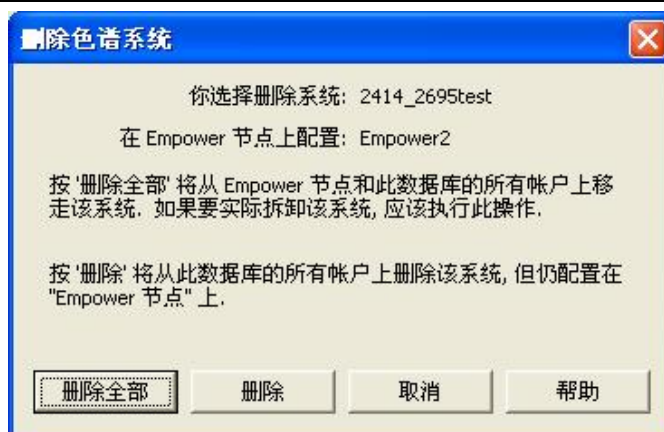 删除色谱系统
你选择删除系统: 2414_2695test
在 Empower 节点上配置: Empower2
按 '删除全部' 将从 Empower 节点和此数据库的所有帐户上移
走该系统. 如果要实际拆卸该系统, 应该执行此操作.
按 '删除' 将从此数据库的所有帐户上删除该系统, 但仍配置在
"Empower 节点" 上.
删除全部 删除 取消 帮助